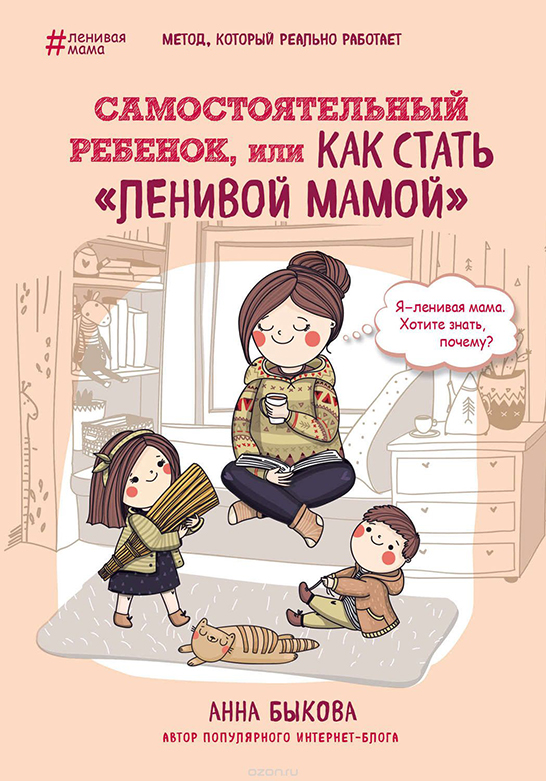 #ленивая
мама
МЕТОД, КОТОРЫЙ РЕАЛЬНО РАБОТАЕТ
САМОСТОЯТЕЛЬНЫЙ
РЕБЕНОК, ИЛИ КАК СТАТЬ
«ЛЕНИВОЙ МАМОЙ»
Я–ленивая мама.
Хотите знать,
почему?
АННА БЫКОВА
АВТОР ПОПУЛЯРНОГО ИНТЕРНЕТ-БЛОГА
ozon.ru